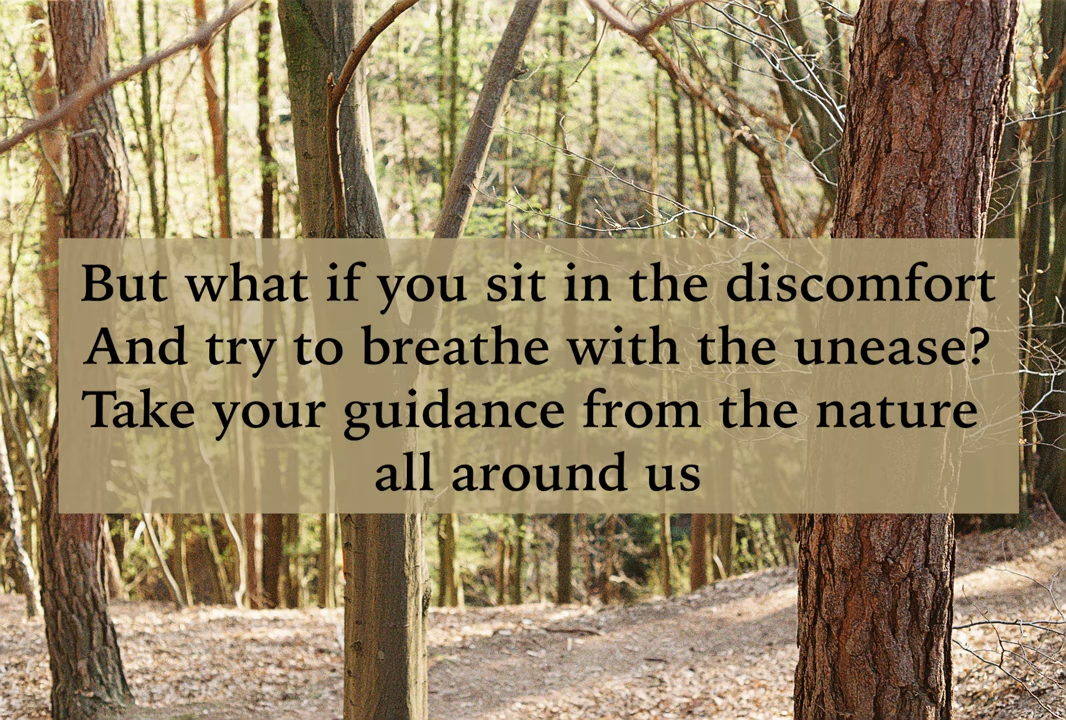 But what if you sit in the discomfort
And try to breathe with the unease?
Take your guidance from the nature
all around us